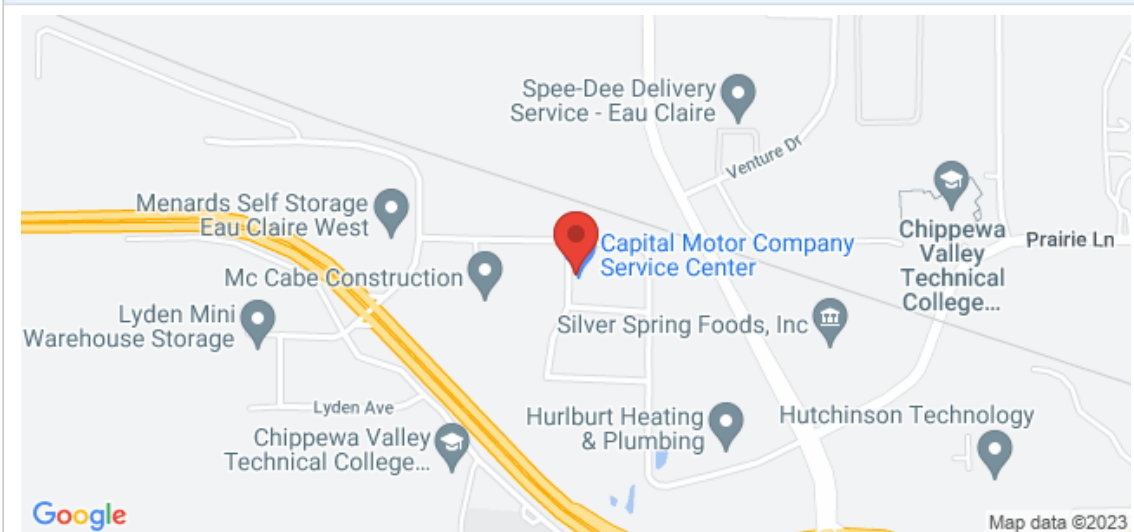 Spee-Dee Delivery
Service - Eau Claire
Venture Dr
Menards Self Storage
Eau Claire West
Chippewa
Valley
Technical
College...
Prairie Ln
Capital Motor Company
Service Center
Mc Cabe Construction
Lyden Mini
Warehouse Storage
Silver Spring Foods, Inc
Lyden Ave
Hurlburt Heating
& Plumbing
Hutchinson Technology
Chippewa Valley
Technical College...
Google
Map data ©2023